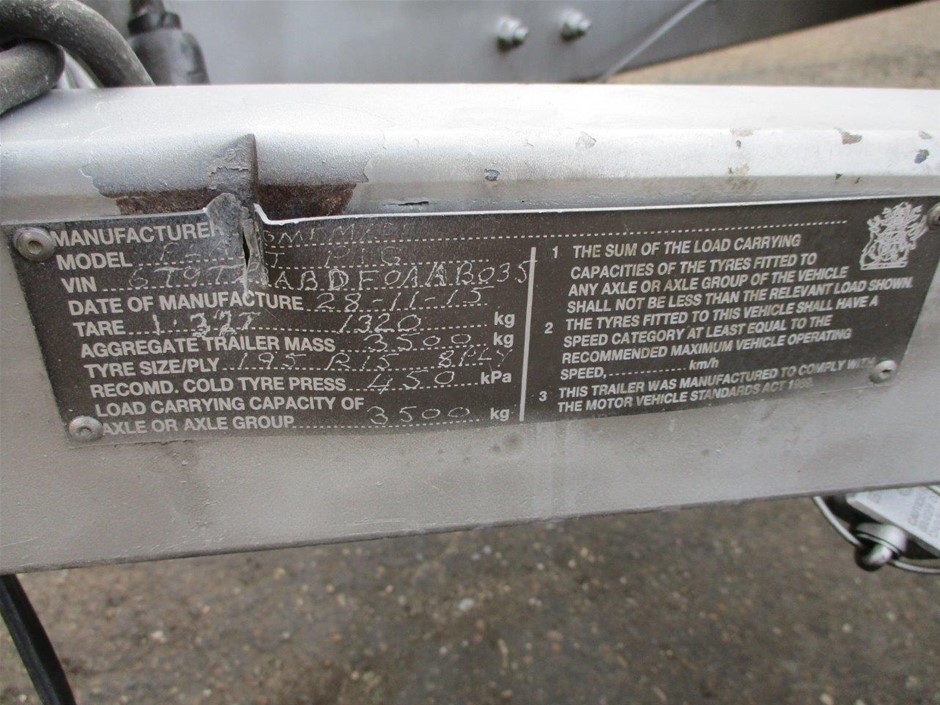 MANUFACTURER
MODEL
VIN 6T9T ABDF0AAB035
DATE OF MANUFACTURE 28-11-15
TARE 1320 kg
AGGREGATE TRAILER MASS 3500 kg
TYRE SIZE/PLY 195 R15 8PLY
RECOMD. COLD TYRE PRESS 450 kPa
LOAD CARRYING CAPACITY OF
AXLE OR AXLE GROUP 3500 kg
1 THE SUM OF THE LOAD CARRYING
CAPACITIES OF THE TYRES FITTED TO
ANY AXLE OR AXLE GROUP OF THE VEHICLE
SHALL NOT BE LESS THAN THE RELEVANT LOAD SHOWN.
2 THE TYRES FITTED TO THIS VEHICLE SHALL HAVE A
SPEED CATEGORY AT LEAST EQUAL TO THE
RECOMMENDED MAXIMUM VEHICLE OPERATING
SPEED, km/h
3 THIS TRAILER WAS MANUFACTURED TO COMPLY WITH
THE MOTOR VEHICLE STANDARDS ACT